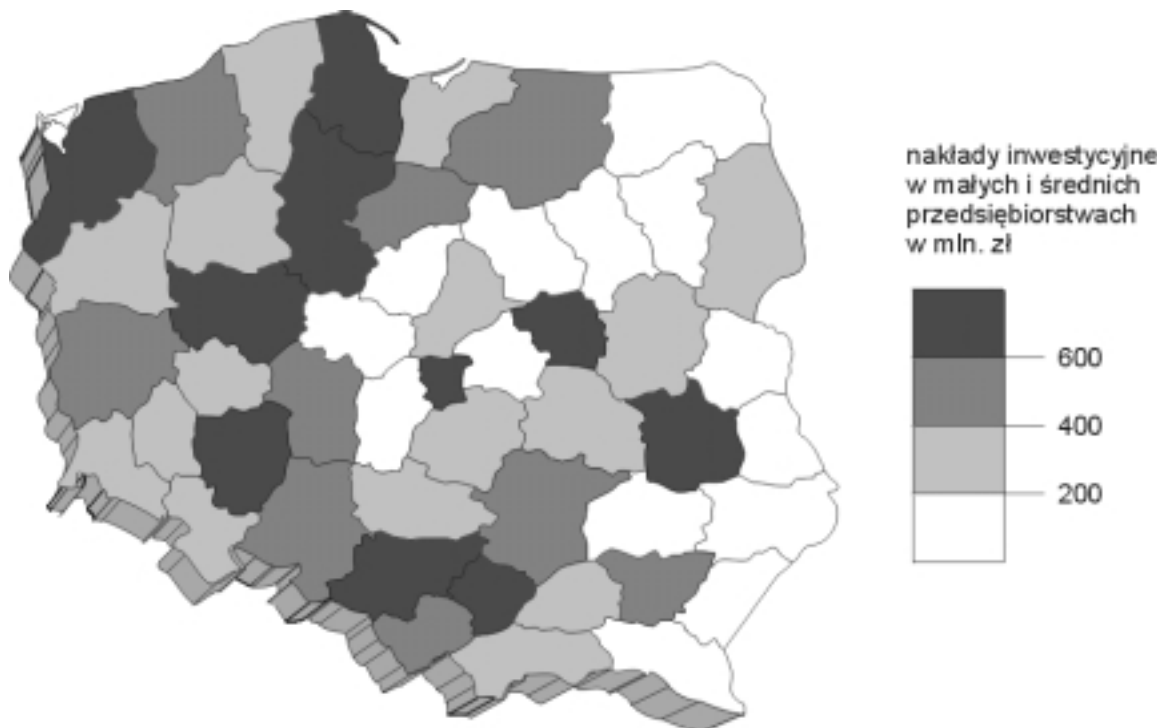 nakłady inwestycyjne
w małych i średnich
przedsiębiorstwach
w mln. zł
600
400
200